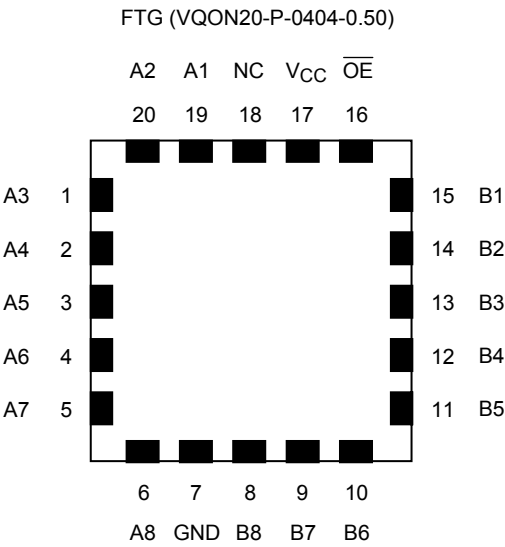 FTG (VQON20-P-0404-0.50)
A2 A1 NC VCC O̅E̅
20 19 18 17 16
A3 1 15 B1
A4 2 14 B2
A5 3 13 B3
A6 4 12 B4
A7 5 11 B5
6 7 8 9 10
A8 GND B8 B7 B6